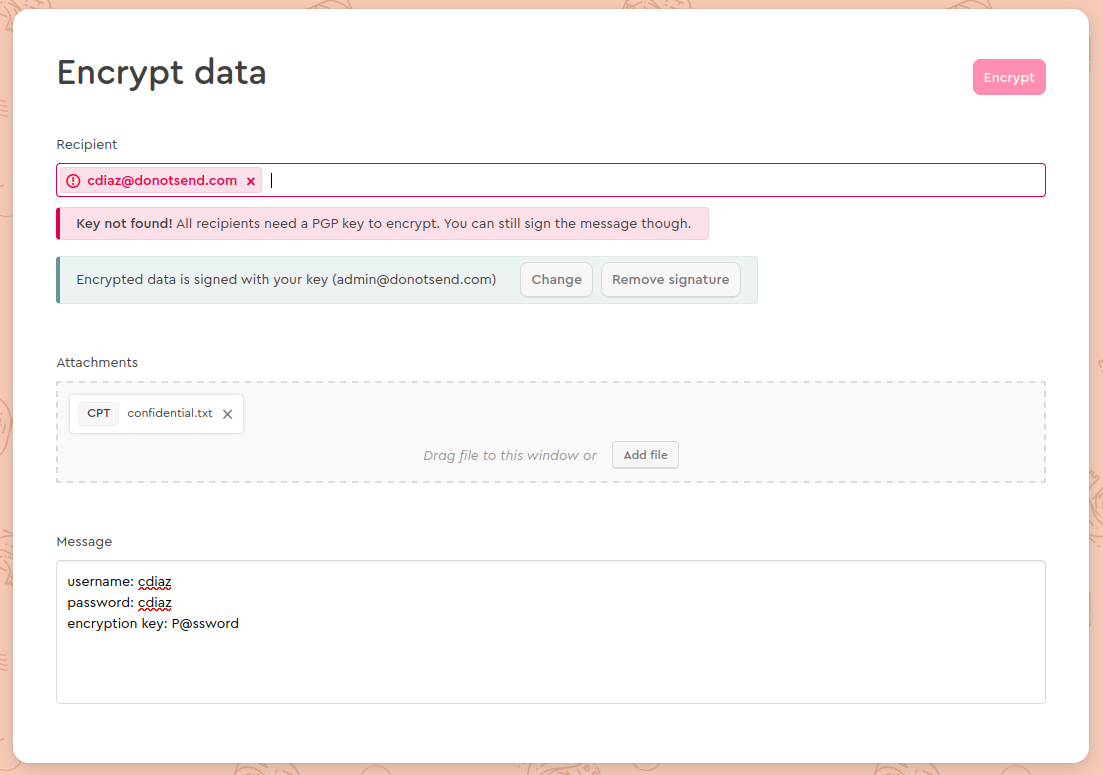 Encrypt data
Encrypt
Recipient
cdiaz@donotsend.com
Key not found! All recipients need a PGP key to encrypt. You can still sign the message though.
Encrypted data is signed with your key (admin@donotsend.com) Change Remove signature
Attachments
CPT confidential.txt
Drag file to this window or Add file
Message
username: cdiaz
password: cdiaz
encryption key: P@ssword